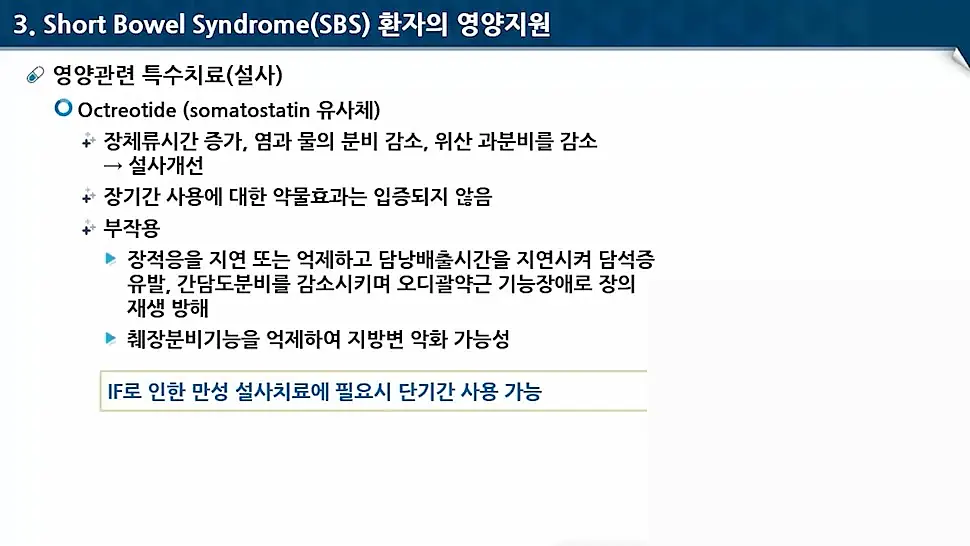 3. Short Bowel Syndrome(SBS) 환자의 영양지원
영양관련 특수치료(설사)
Octreotide (somatostatin 유사체)
장체류시간 증가, 염과 물의 분비 감소, 위산 과분비를 감소
→ 설사개선
장기간 사용에 대한 약물효과는 입증되지 않음
부작용
장적응을 지연 또는 억제하고 담낭배출시간을 지연시켜 담석증
유발, 간담도분비를 감소시키며 오디괄약근 기능장애로 장의
재생 방해
췌장분비기능을 억제하여 지방변 악화 가능성
IF로 인한 만성 설사치료에 필요시 단기간 사용 가능